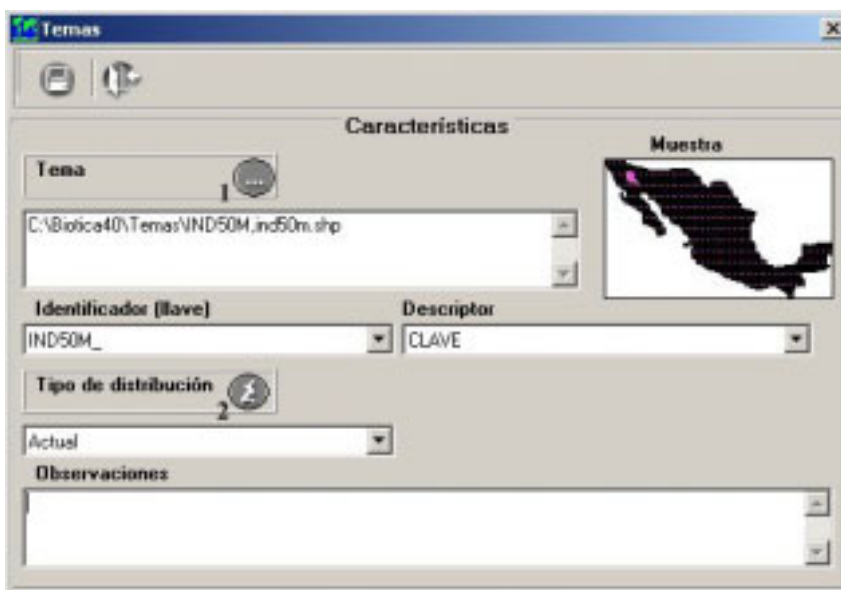 Temas
Características
Muestra
Tema
1
C:\Biotica40\Temas\IND50M,ind50m.shp
Identificador (llave)
Descriptor
IND50M_
CLAVE
Tipo de distribución
2
Actual
Observaciones